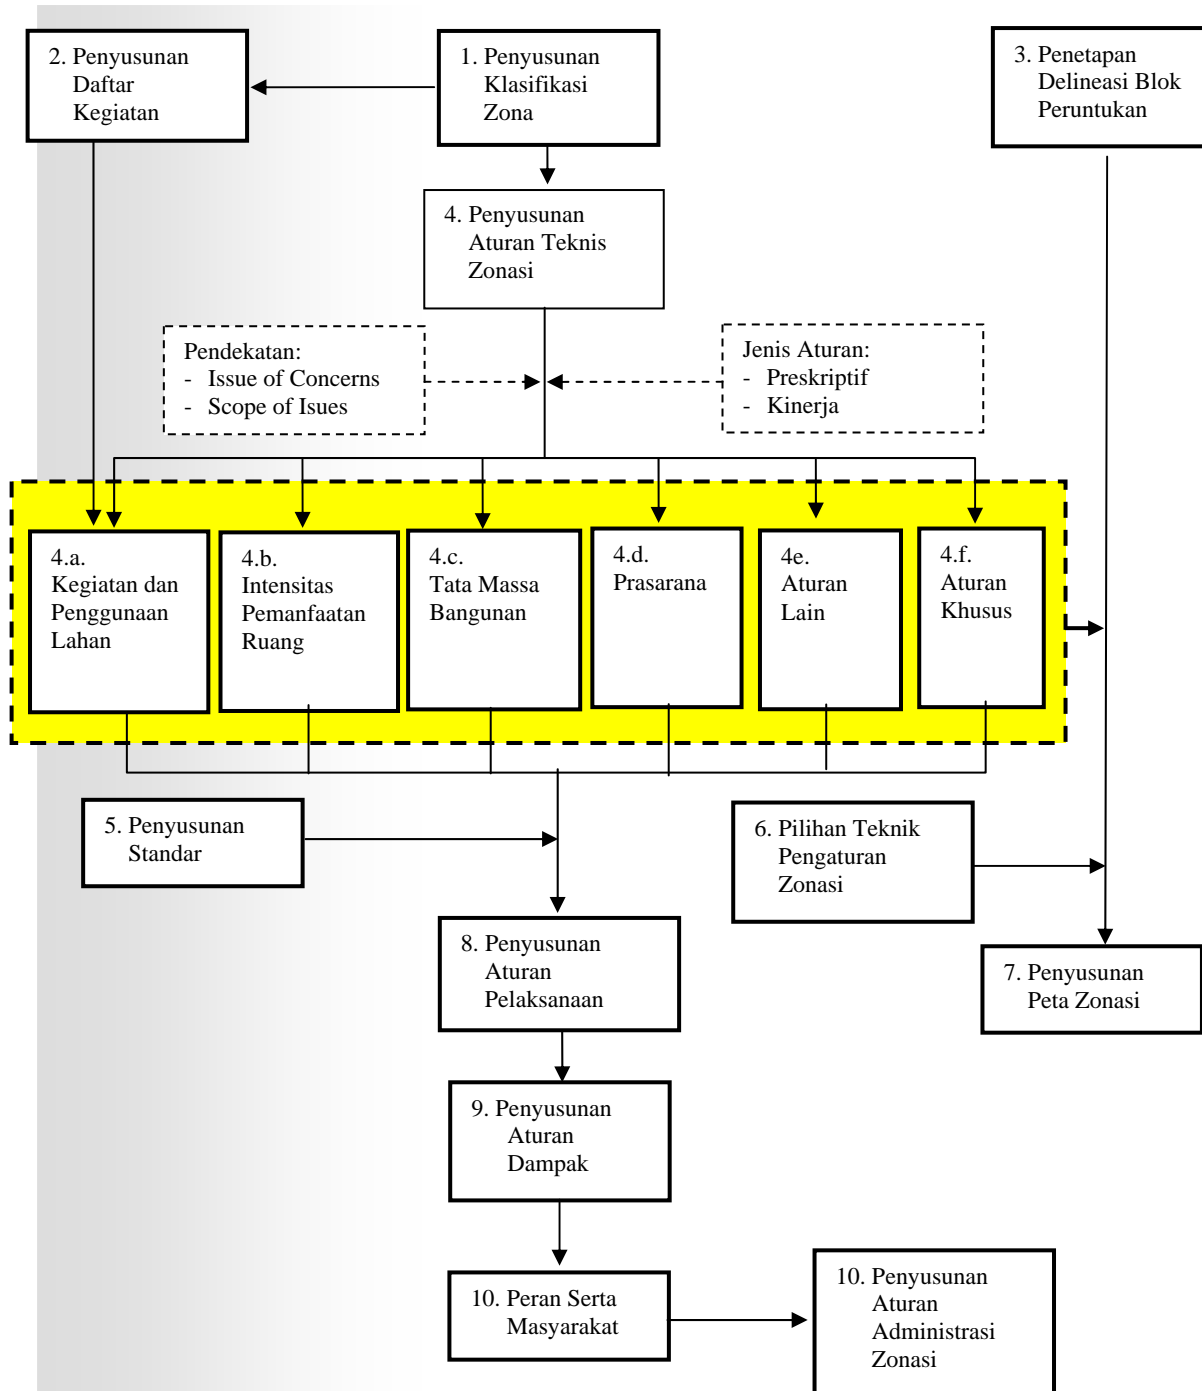 2. Penyusunan
Daftar
Kegiatan
1. Penyusunan
Klasifikasi
Zona
3. Penetapan
Delineasi Blok
Peruntukan
4. Penyusunan
Aturan Teknis
Zonasi
Pendekatan:
- Issue of Concerns
- Scope of Isues
Jenis Aturan:
- Preskriptif
- Kinerja
4.a.
Kegiatan dan
Penggunaan
Lahan
4.b.
Intensitas
Pemanfaatan
Ruang
4.c.
Tata Massa
Bangunan
4.d.
Prasarana
4e.
Aturan
Lain
4.f.
Aturan
Khusus
5. Penyusunan
Standar
6. Pilihan Teknik
Pengaturan
Zonasi
8. Penyusunan
Aturan
Pelaksanaan
7. Penyusunan
Peta Zonasi
9. Penyusunan
Aturan
Dampak
10. Peran Serta
Masyarakat
10. Penyusunan
Aturan
Administrasi
Zonasi